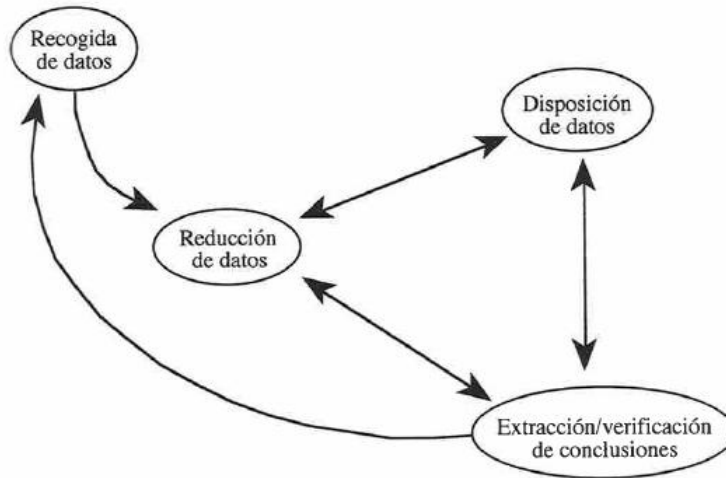 Recogida
de datos
Disposición
de datos
Reducción
de datos
Extracción/verificación
de conclusiones